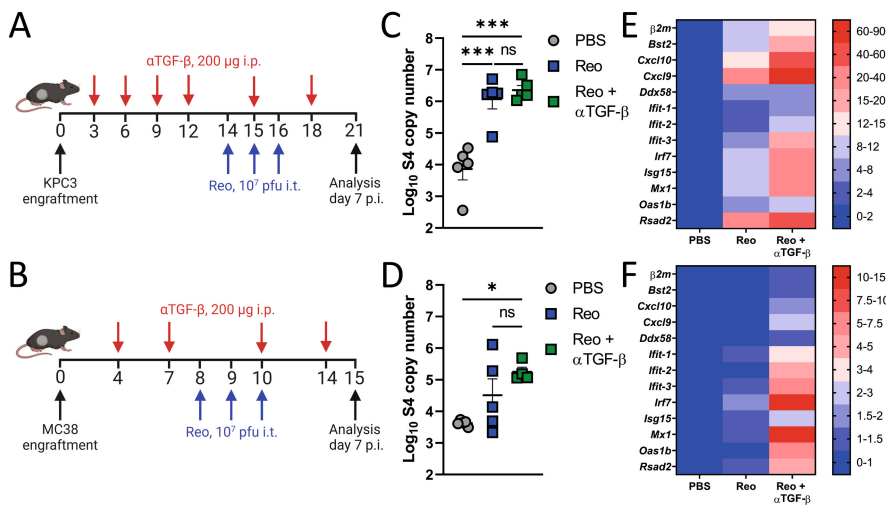 A
αTGF-β, 200 µg i.p.
0 3 6 9 12 14 15 16 18 21
KPC3
engraftment
Reo, 10⁷ pfu i.t.
Analysis
day 7 p.i.
B
αTGF-β, 200 µg i.p.
0 4 7 8 9 10 14 15
MC38
engraftment
Reo, 10⁷ pfu i.t.
Analysis
day 7 p.i.
C
Log₁₀ S4 copy number
8
7
6
5
4
3
2
***
*** ns
PBS
Reo
Reo +
αTGF-β
D
Log₁₀ S4 copy number
8
7
6
5
4
3
2
*
ns
PBS
Reo
Reo +
αTGF-β
E
β2m
Bst2
Cxcl10
Cxcl9
Ddx58
Ifit-1
Ifit-2
Ifit-3
Irf7
Isg15
Mx1
Oas1b
Rsad2
PBS Reo Reo +
αTGF-β
60-90
40-60
20-40
15-20
12-15
8-12
4-8
2-4
0-2
F
β2m
Bst2
Cxcl10
Cxcl9
Ddx58
Ifit-1
Ifit-2
Ifit-3
Irf7
Isg15
Mx1
Oas1b
Rsad2
PBS Reo Reo +
αTGF-β
10-15
7.5-10
5-7.5
4-5
3-4
2-3
1.5-2
1-1.5
0-1